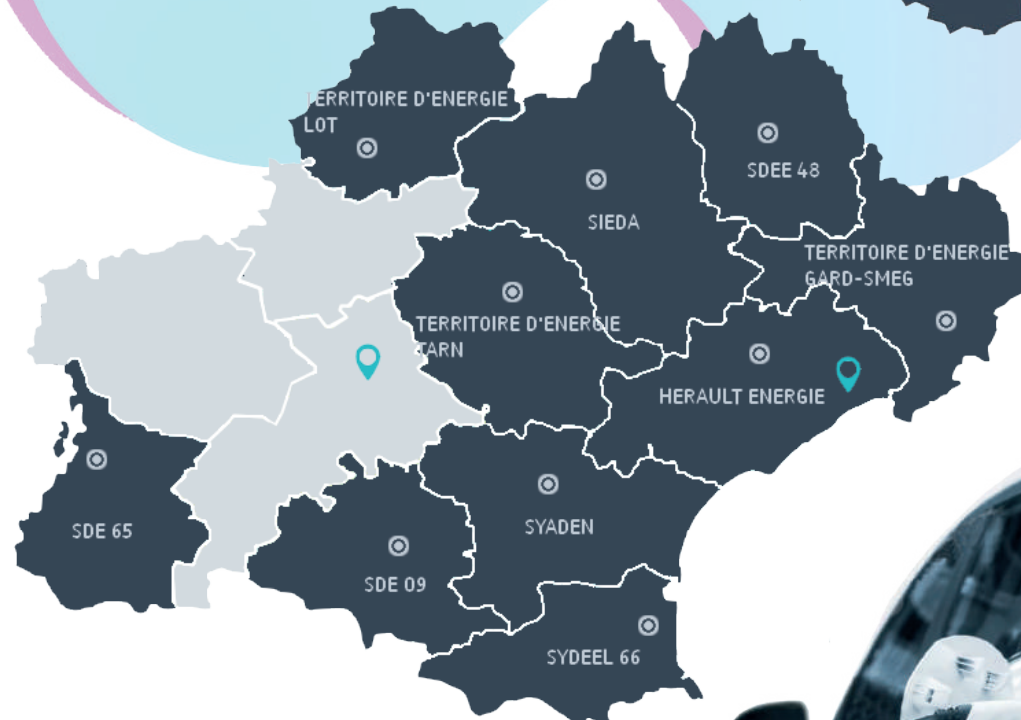 TERRITOIRE D'ENERGIE
LOT
SDEE 48
SIEDA
TERRITOIRE D'ENERGIE
GARD-SMEG
TERRITOIRE D'ENERGIE
TARN
HERAULT ENERGIE
SDE 65
SYADEN
SDE 09
SYDEEL 66